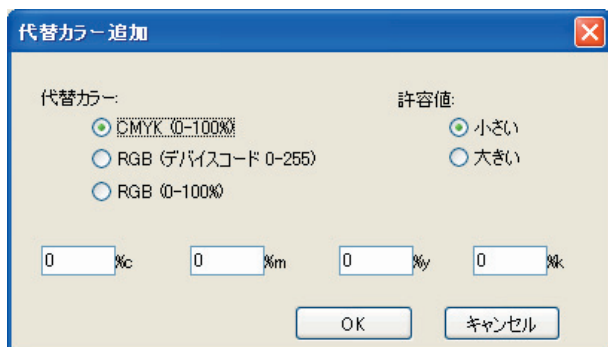 代替カラー追加
代替カラー:
許容値:
CMYK (0-100%)
小さい
RGB (デバイスコード 0-255)
大きい
RGB (0-100%)
0 %c 0 %m 0 %y 0 %k
OK キャンセル